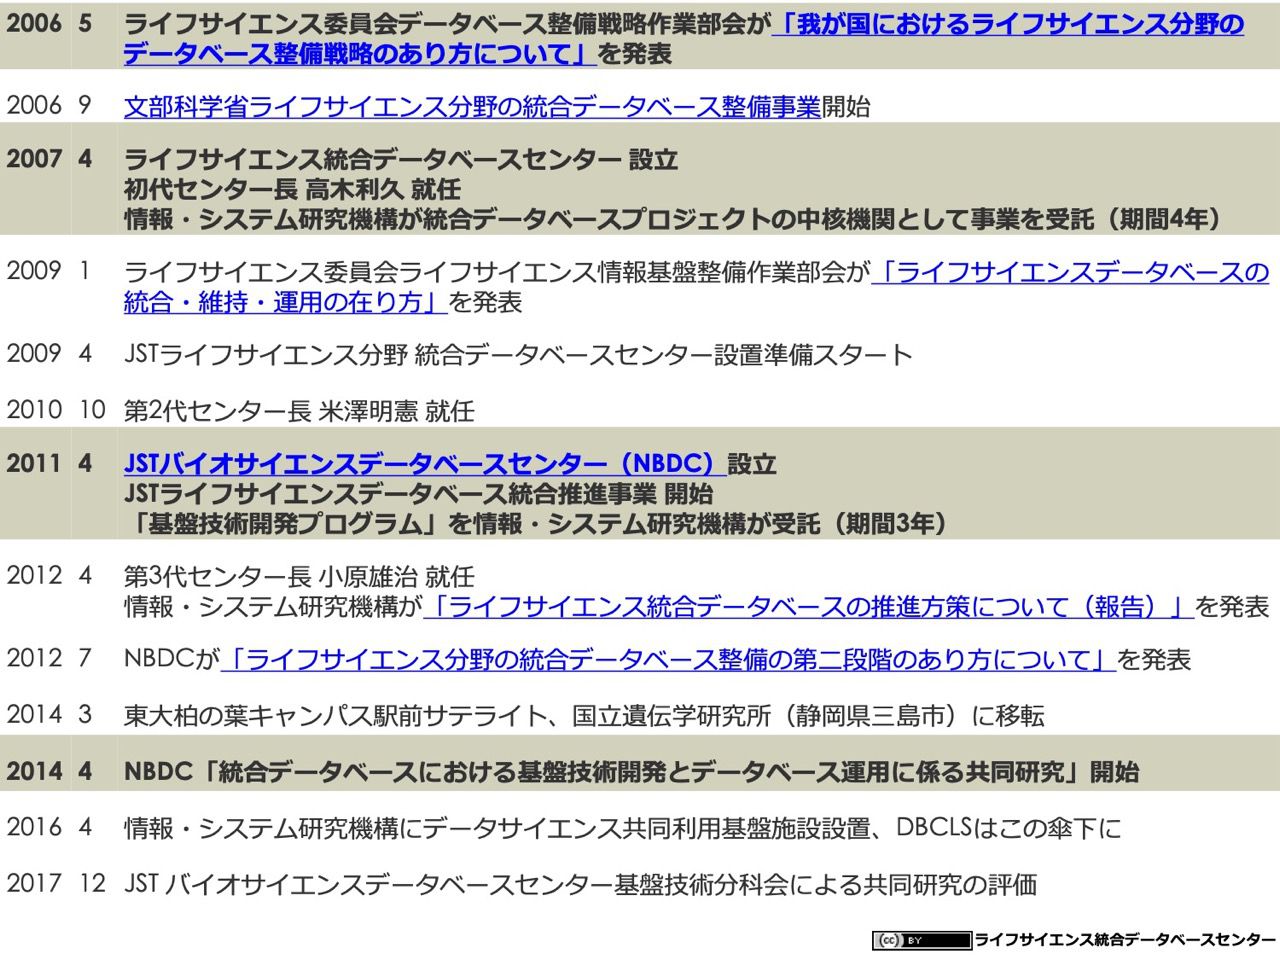 2006 5 ライフサイエンス委員会データベース整備戦略作業部会が「我が国におけるライフサイエンス分野の
データベース整備戦略のあり方について」を発表
2006 9 文部科学省ライフサイエンス分野の統合データベース整備事業開始
2007 4 ライフサイエンス統合データベースセンター 設立
初代センター長 高木利久 就任
情報・システム研究機構が統合データベースプロジェクトの中核機関として事業を受託（期間4年）
2009 1 ライフサイエンス委員会ライフサイエンス情報基盤整備作業部会が「ライフサイエンスデータベースの
統合・維持・運用の在り方」を発表
2009 4 JSTライフサイエンス分野 統合データベースセンター設置準備スタート
2010 10 第2代センター長 米澤明憲 就任
2011 4 JSTバイオサイエンスデータベースセンター（NBDC）設立
JSTライフサイエンスデータベース統合推進事業 開始
「基盤技術開発プログラム」を情報・システム研究機構が受託（期間3年）
2012 4 第3代センター長 小原雄治 就任
情報・システム研究機構が「ライフサイエンス統合データベースの推進方策について（報告）」を発表
2012 7 NBDCが「ライフサイエンス分野の統合データベース整備の第二段階のあり方について」を発表
2014 3 東大柏の葉キャンパス駅前サテライト、国立遺伝学研究所（静岡県三島市）に移転
2014 4 NBDC「統合データベースにおける基盤技術開発とデータベース運用に係る共同研究」開始
2016 4 情報・システム研究機構にデータサイエンス共同利用基盤施設設置、DBCLSはこの傘下に
2017 12 JST バイオサイエンスデータベースセンター基盤技術分科会による共同研究の評価
(cc) BY ライフサイエンス統合データベースセンター